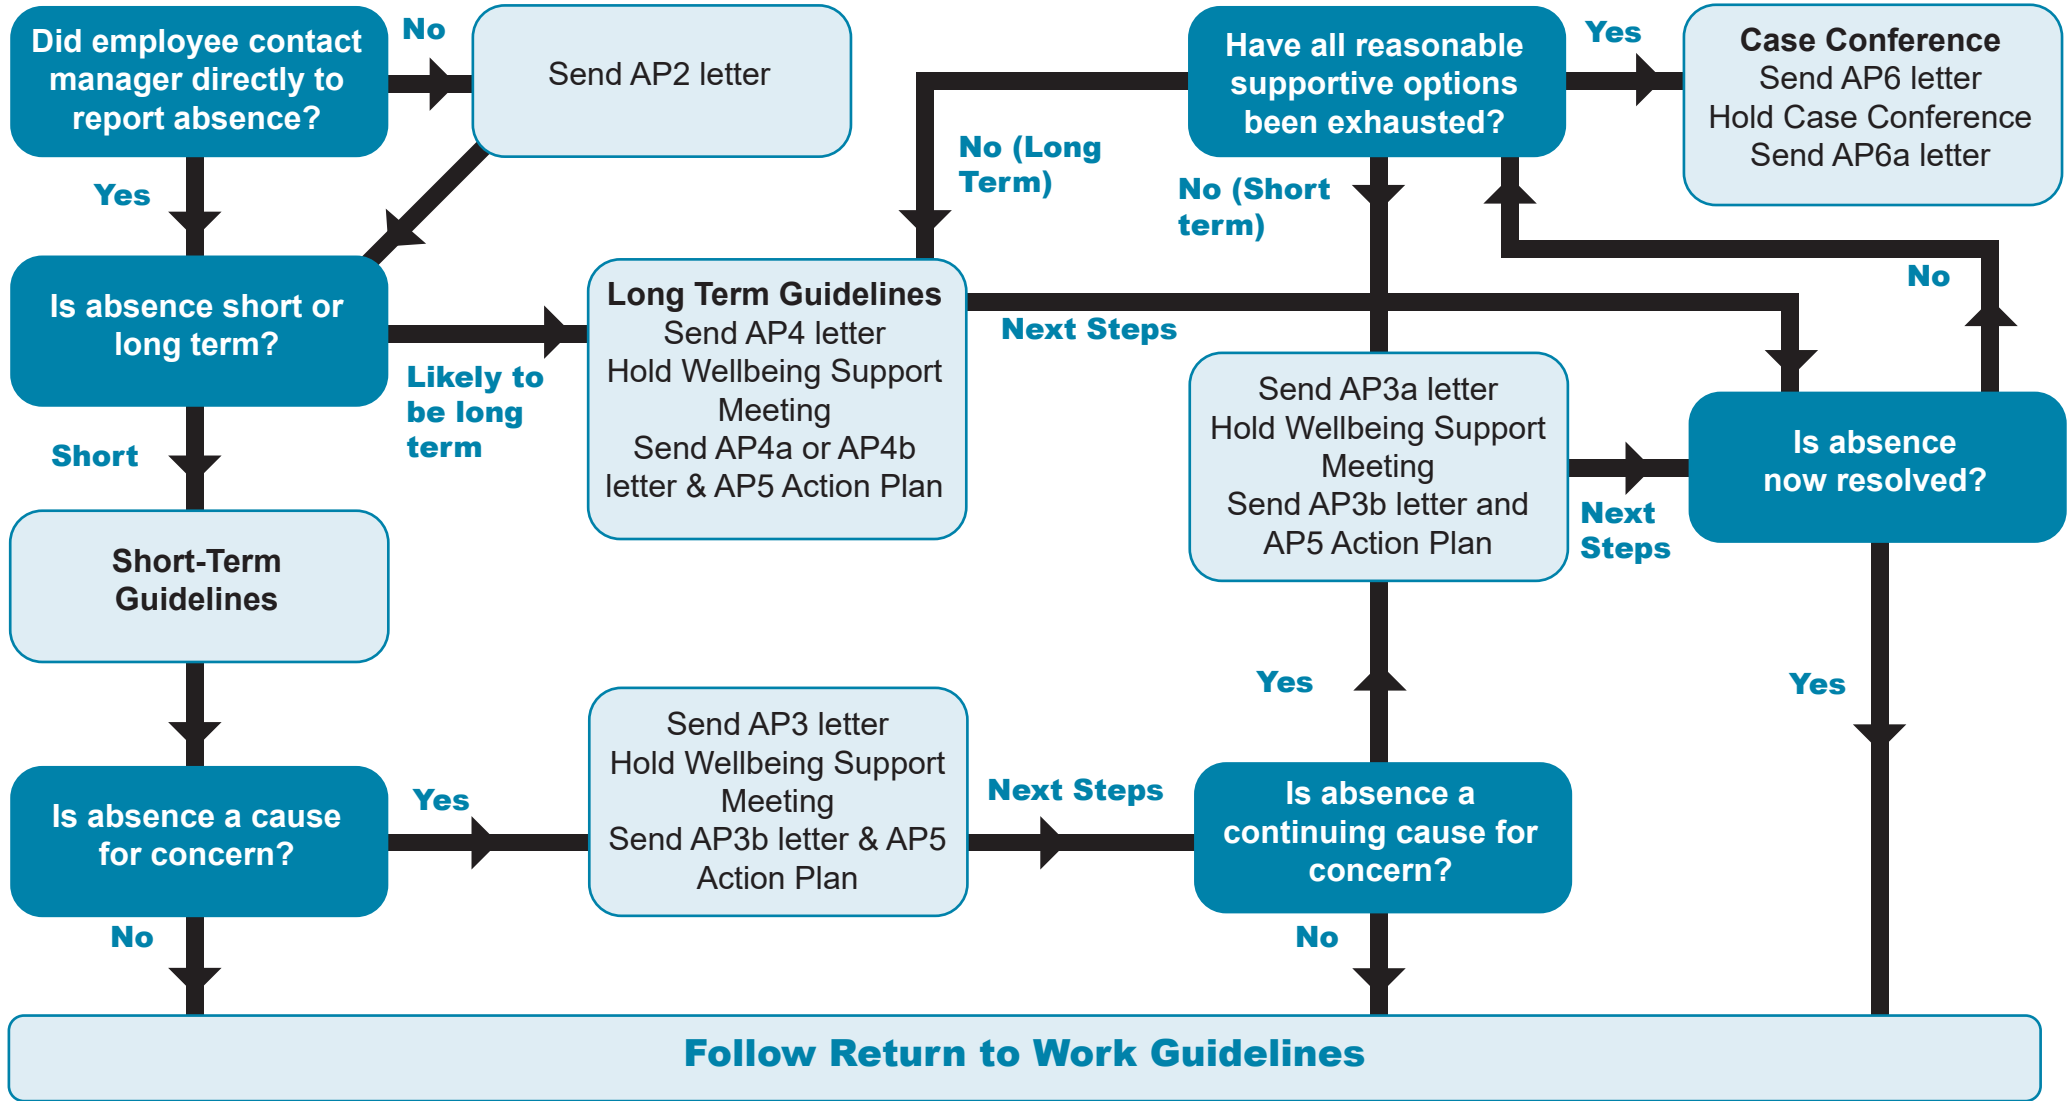 Did employee contact
manager directly to
report absence?
No
Send AP2 letter
Yes
Is absence short or
long term?
Likely to
be long
term
Short
Short-Term
Guidelines
Is absence a cause
for concern?
Yes
No
Long Term Guidelines
Send AP4 letter
Hold Wellbeing Support
Meeting
Send AP4a or AP4b
letter & AP5 Action Plan
Next Steps
Send AP3 letter
Hold Wellbeing Support
Meeting
Send AP3b letter & AP5
Action Plan
Next Steps
Is absence a
continuing cause for
concern?
Yes
No
Send AP3a letter
Hold Wellbeing Support
Meeting
Send AP3b letter and
AP5 Action Plan
Next
Steps
Is absence
now resolved?
No
Yes
Have all reasonable
supportive options
been exhausted?
No (Long
Term)
No (Short
term)
Yes
Case Conference
Send AP6 letter
Hold Case Conference
Send AP6a letter
Follow Return to Work Guidelines